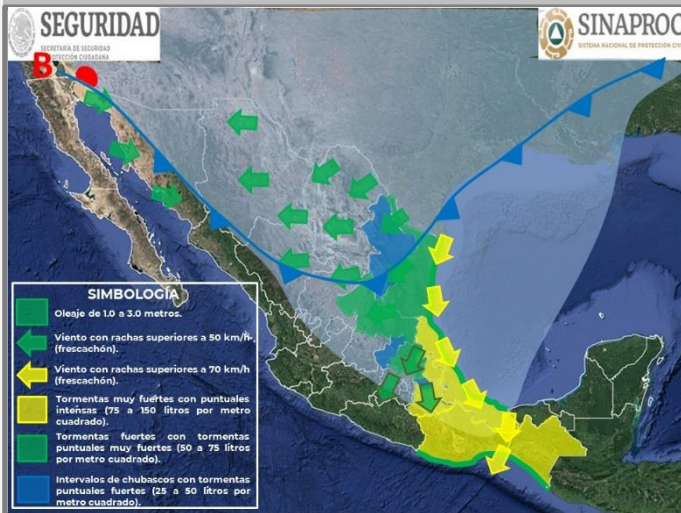 SEGURIDAD
SECRETARÍA DE SEGURIDAD
SINAPROC
SISTEMA NACIONAL DE PROTECCIÓN
B
SIMBOLOGÍA
Oleaje de 1.0 a 3.0 metros.
Viento con rachas superiores a 50 km/h
(frescachón).
Viento con rachas superiores a 70 km/h
(frescachón).
Tormentas muy fuertes con puntuales
intensas (75 a 150 litros por metro
cuadrado).
Tormentas fuertes con tormentas
puntuales muy fuertes (50 a 75 litros
por metro cuadrado).
Intervalos de chubascos con tormentas
puntuales fuertes (25 a 50 litros por
metro cuadrado).